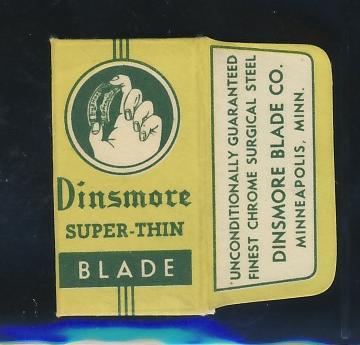 Dinsmore
SUPER-THIN
BLADE
UNCONDITIONALLY GUARANTEED
FINEST CHROME SURGICAL STEEL
DINSMORE BLADE CO.
MINNEAPOLIS, MINN.